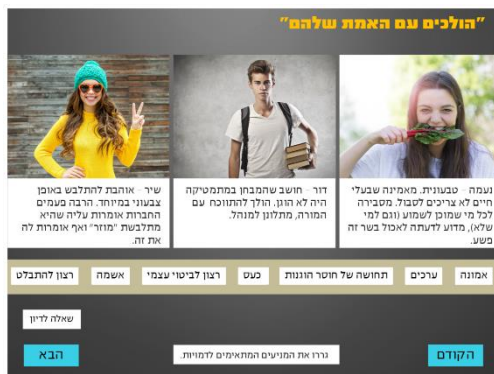 "הולכים עם האמת שלהם"
נעמה - טבעונית. מאמינה שבעלי
חיים לא צריכים לסבול. מסבירה
לכל מי שמוכן לשמוע (וגם למי
שלא), מדוע לדעתה לאכול בשר זה
פשע.
דור - חושב שהמבחן במתמטיקה
היה לא הוגן. הולך להתווכח עם
המורה, מתלונן למנהל.
שיר - אוהבת להתלבש באופן
צבעוני במיוחד. הרבה פעמים
החברות אומרות עליה שהיא
מתלבשת "מוזר" ואף אומרות לה
את זה.
אמונה
ערכים
תחושה של חוסר הוגנות
כעס
רצון לביטוי עצמי
אשמה
רצון להתבלט
שאלה לדיון
הקודם
גררו את המניעים המתאימים לדמויות.
הבא